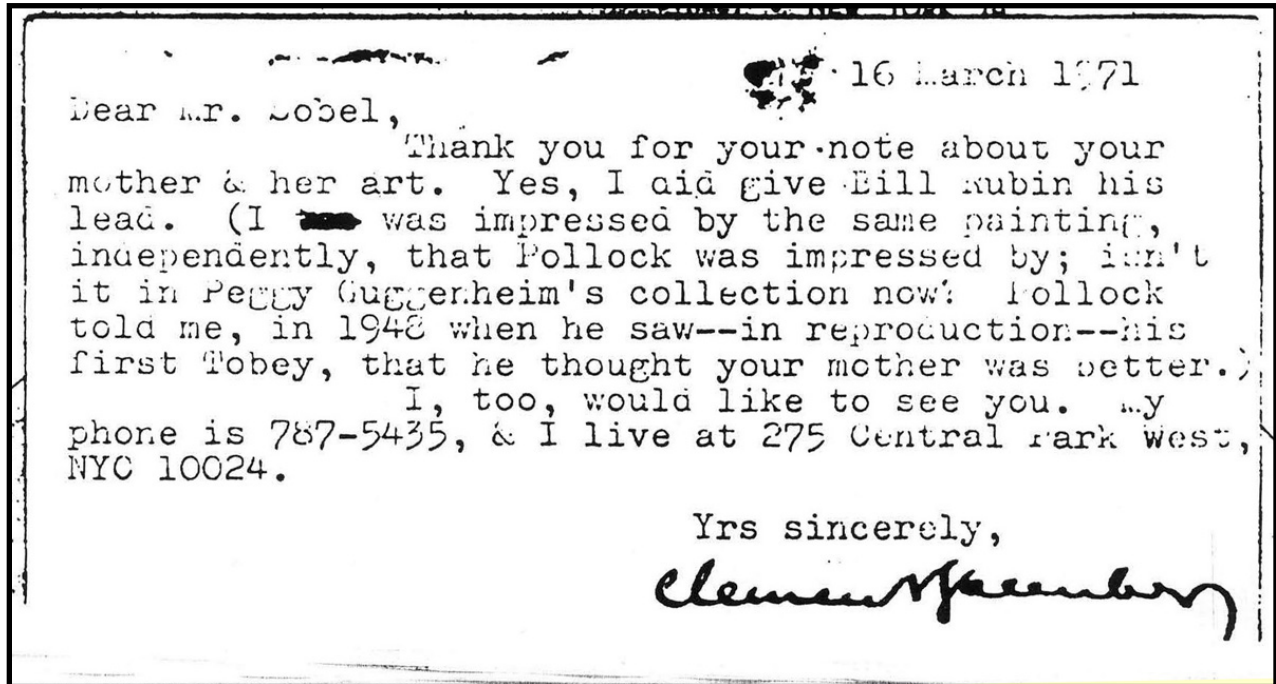 16 March 1971
Dear Mr. Sobel,
Thank you for your note about your
mother & her art. Yes, I did give Bill Rubin his
lead. (I was impressed by the same painting,
independently, that Pollock was impressed by; isn't
it in Peggy Guggenheim's collection now? Pollock
told me, in 1948 when he saw--in reproduction--his
first Tobey, that he thought your mother was better.)
I, too, would like to see you. My
phone is 787-5435, & I live at 275 Central Park West,
NYC 10024.
Yrs sincerely,
Clement Greenberg